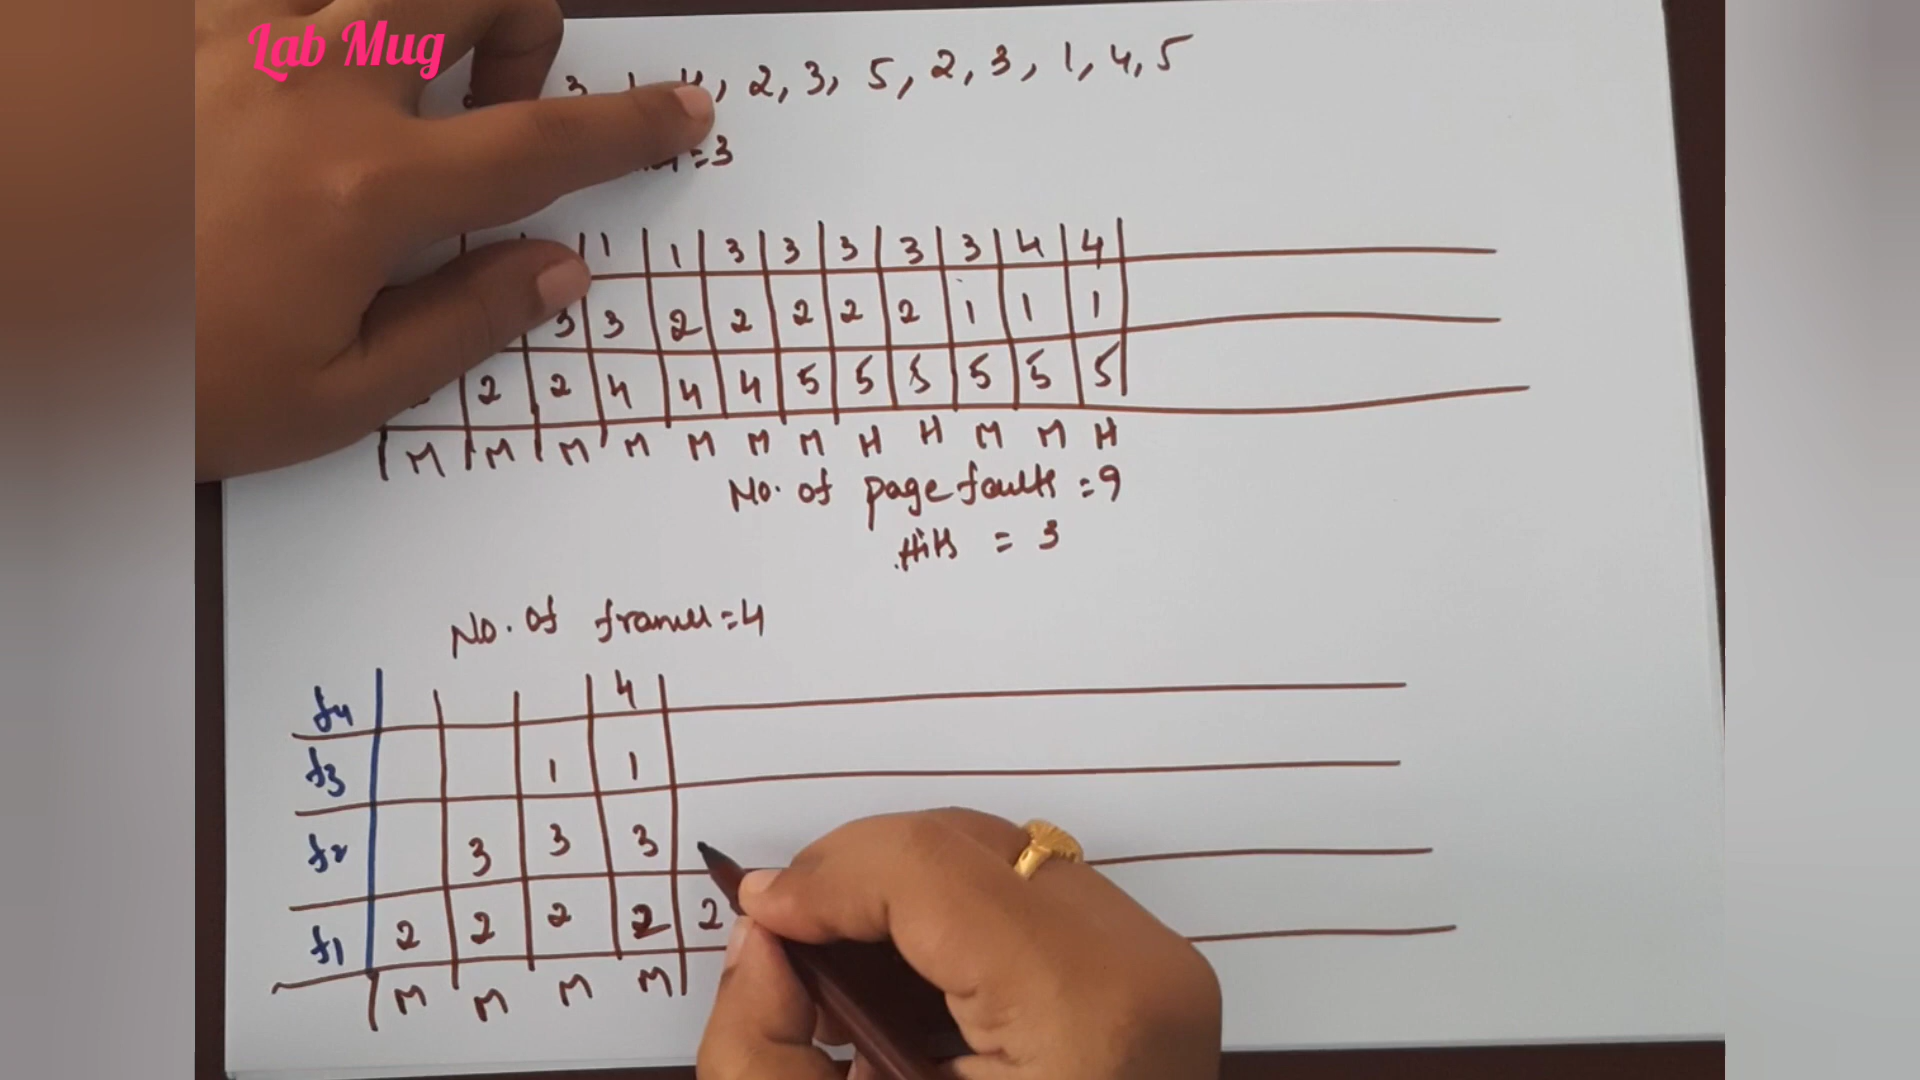 Lab Mug
3, 1, 4, 2, 3, 5, 2, 3, 1, 4, 5
=3
1 1 3 3 3 3 3 4 4
3 3 2 2 2 2 2 1 1 1
2 2 4 4 4 5 5 5 5 5 5
M M M M M M M H H M M H
No. of page faults = 9
Hits = 3
No. of frames = 4
f4 4
f3 1 1
f2 3 3 3
f1 2 2 2 2 2
M M M M